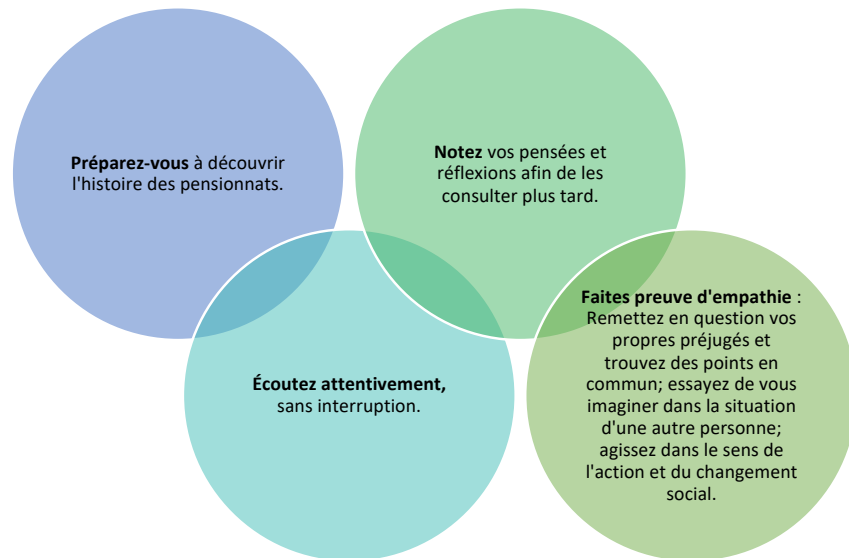 Préparez-vous à découvrir
l'histoire des pensionnats.
Écoutez attentivement,
sans interruption.
Notez vos pensées et
réflexions afin de les
consulter plus tard.
Faites preuve d'empathie :
Remettez en question vos
propres préjugés et
trouvez des points en
commun; essayez de vous
imaginer dans la situation
d'une autre personne;
agissez dans le sens de
l'action et du changement
social.